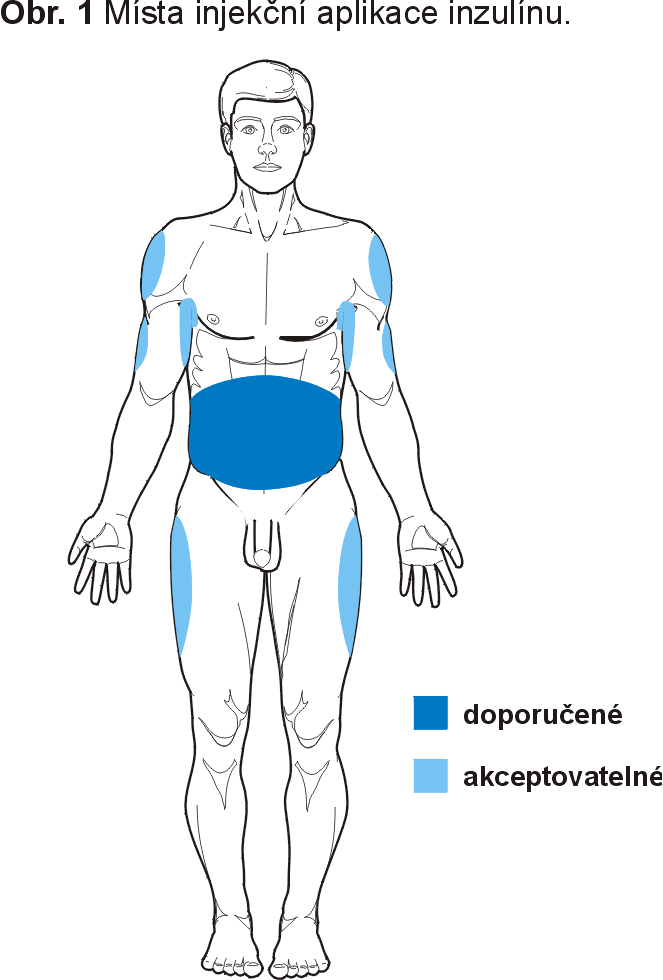 Obr. 1 Místa injekční aplikace inzulínu.
doporučené
akceptovatelné